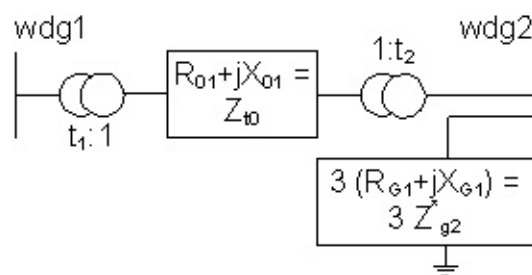 wdg1
wdg2
t₁:1
R₀₁+jX₀₁ =
Z_t0
1:t₂
3 (R_G1+jX_G1) =
3 Z_g2